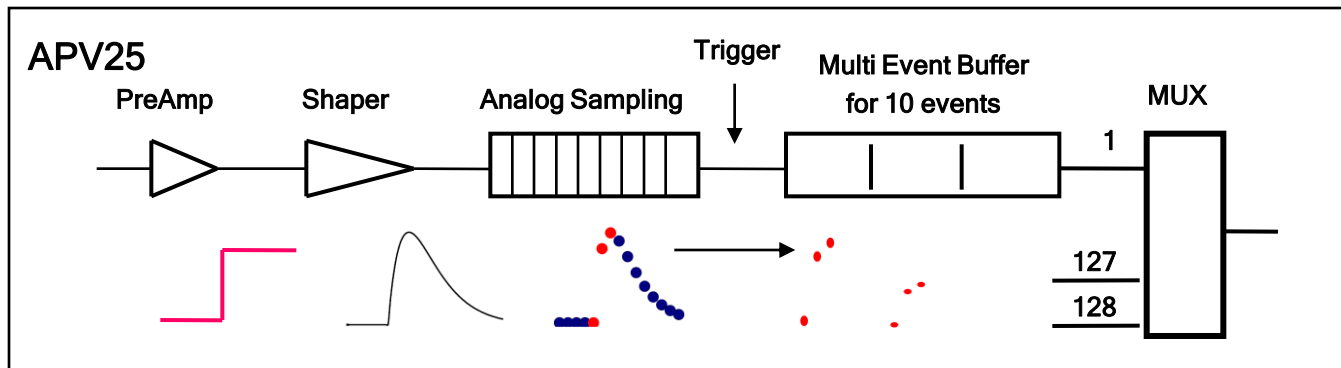 APV25
PreAmp
Shaper
Analog Sampling
Trigger
Multi Event Buffer
for 10 events
MUX
1
127
128